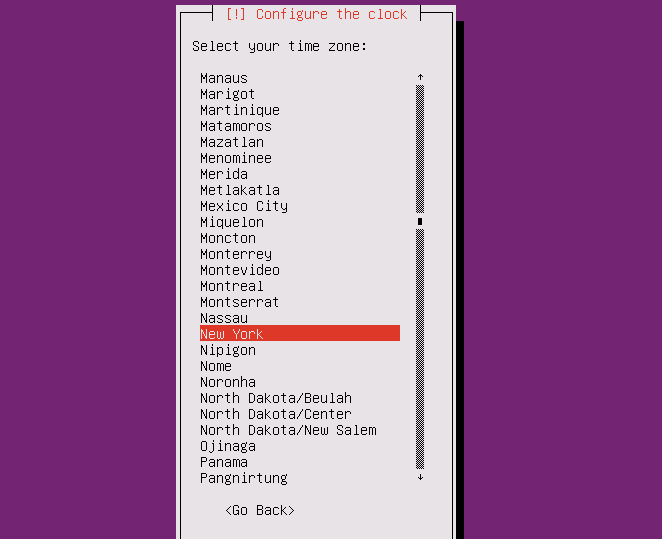 [!] Configure the clock
Select your time zone:
Manaus
Marigot
Martinique
Matamoros
Mazatlan
Menominee
Merida
Metlakatla
Mexico City
Miquelon
Moncton
Monterrey
Montevideo
Montreal
Montserrat
Nassau
New York
Nipigon
Nome
Noronha
North Dakota/Beulah
North Dakota/Center
North Dakota/New Salem
Ojinaga
Panama
Pangnirtung
<Go Back>